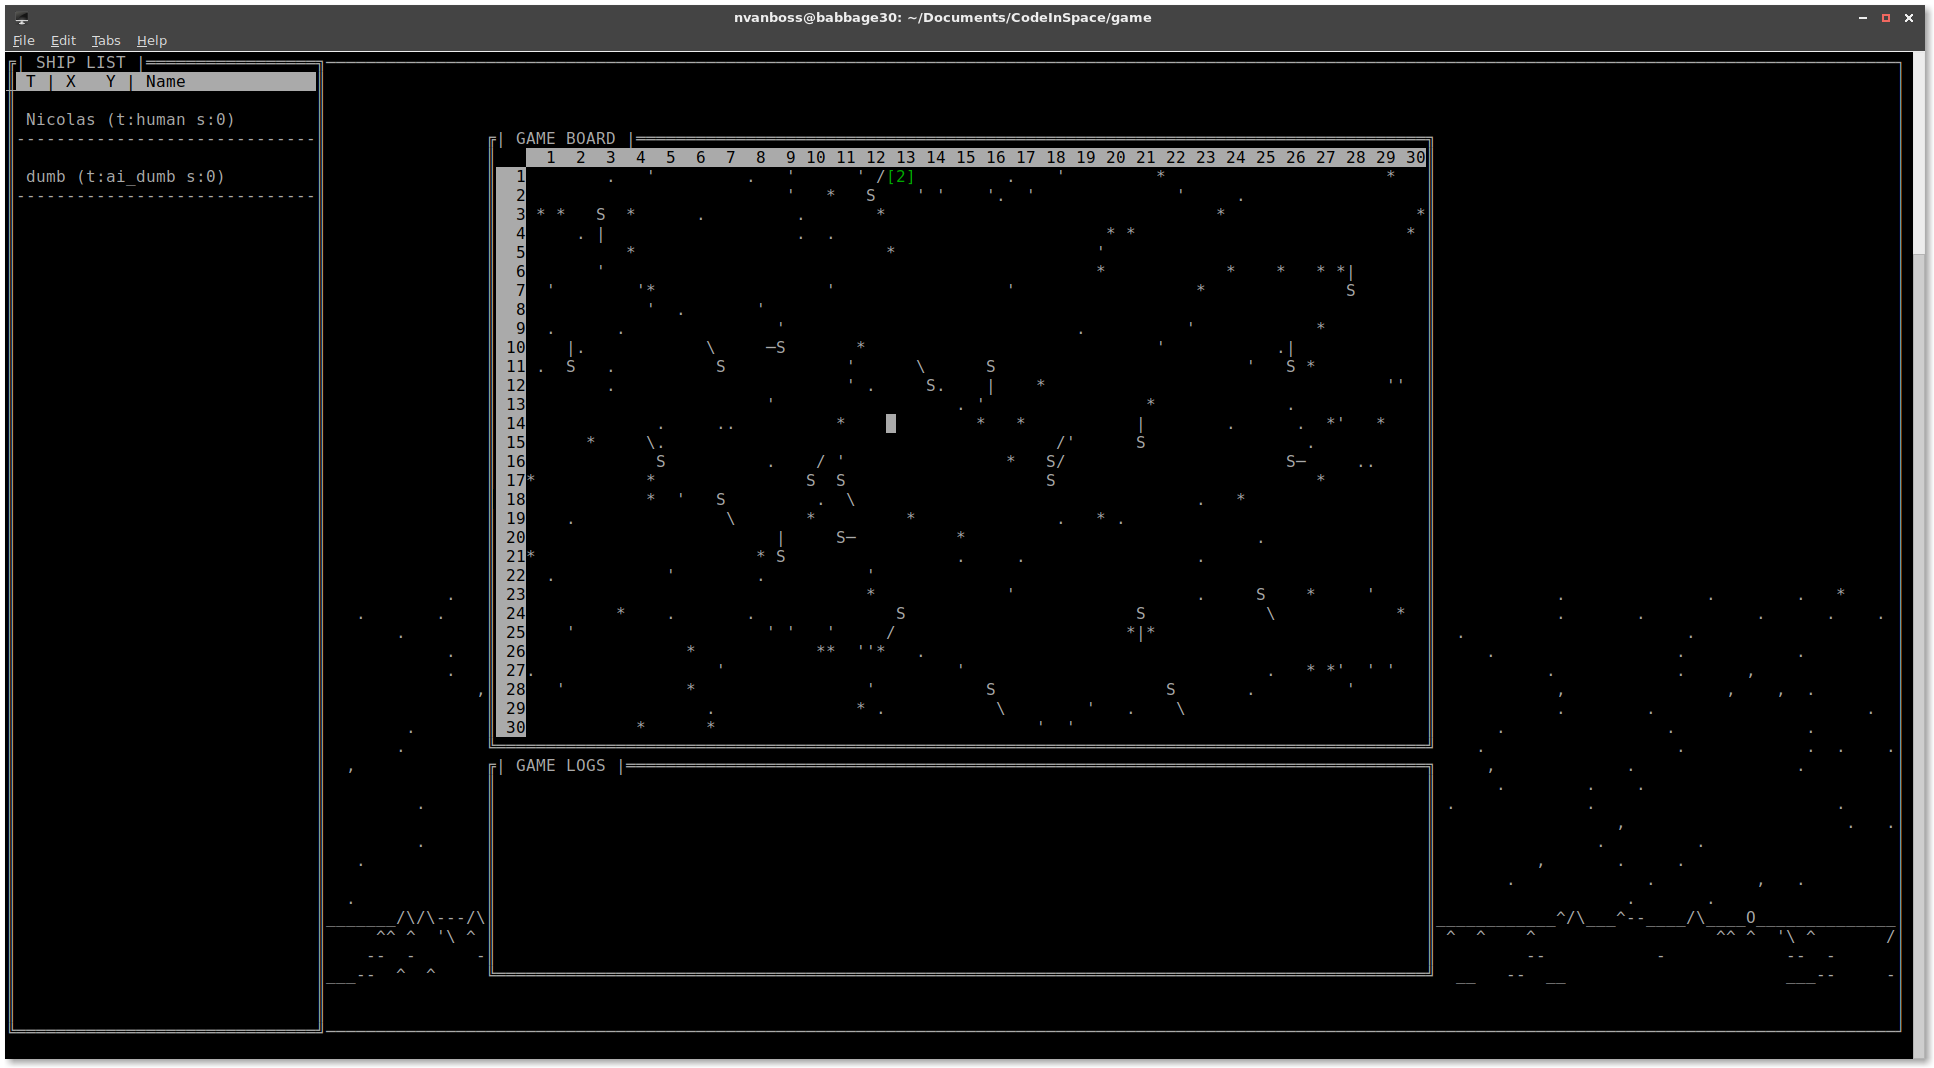 nvanboss@babbage30: ~/Documents/CodeInSpace/game
File Edit Tabs Help
| SHIP LIST |
T | X Y | Name
Nicolas (t:human s:0)
dumb (t:ai_dumb s:0)
| GAME BOARD |
1 2 3 4 5 6 7 8 9 10 11 12 13 14 15 16 17 18 19 20 21 22 23 24 25 26 27 28 29 30
1 [2]
2 S
3 S
4
5
6
7 S
8
9
10 S
11 S S S S
12 S
13
14
15 S
16 S S S
17 S S S
18 S
19
20 S
21 S
22
23 S
24 S S
25
26
27
28 S S
29
30
| GAME LOGS |
O